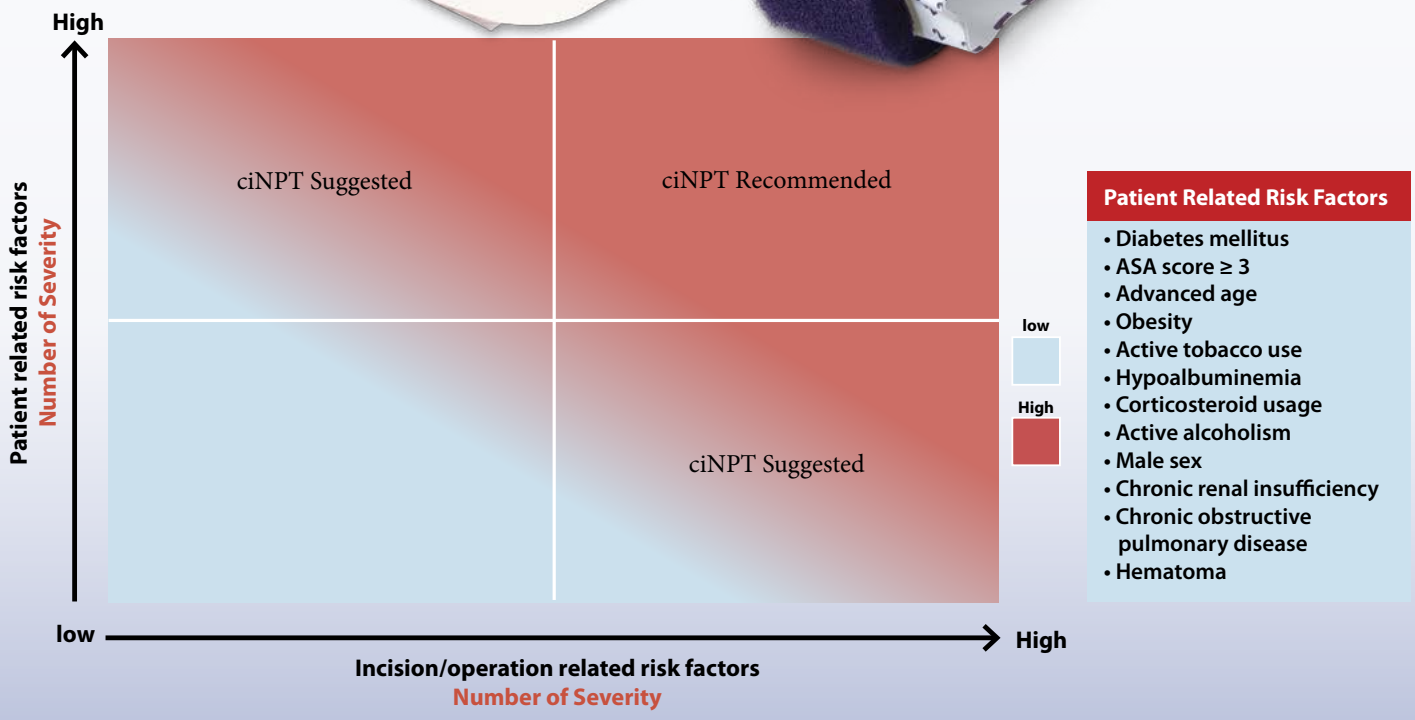 High
Patient related risk factors
Number of Severity
ciNPT Suggested
ciNPT Recommended
ciNPT Suggested
low
High
Incision/operation related risk factors
Number of Severity
low
High
Patient Related Risk Factors
• Diabetes mellitus
• ASA score ≥ 3
• Advanced age
• Obesity
• Active tobacco use
• Hypoalbuminemia
• Corticosteroid usage
• Active alcoholism
• Male sex
• Chronic renal insufficiency
• Chronic obstructive
pulmonary disease
• Hematoma